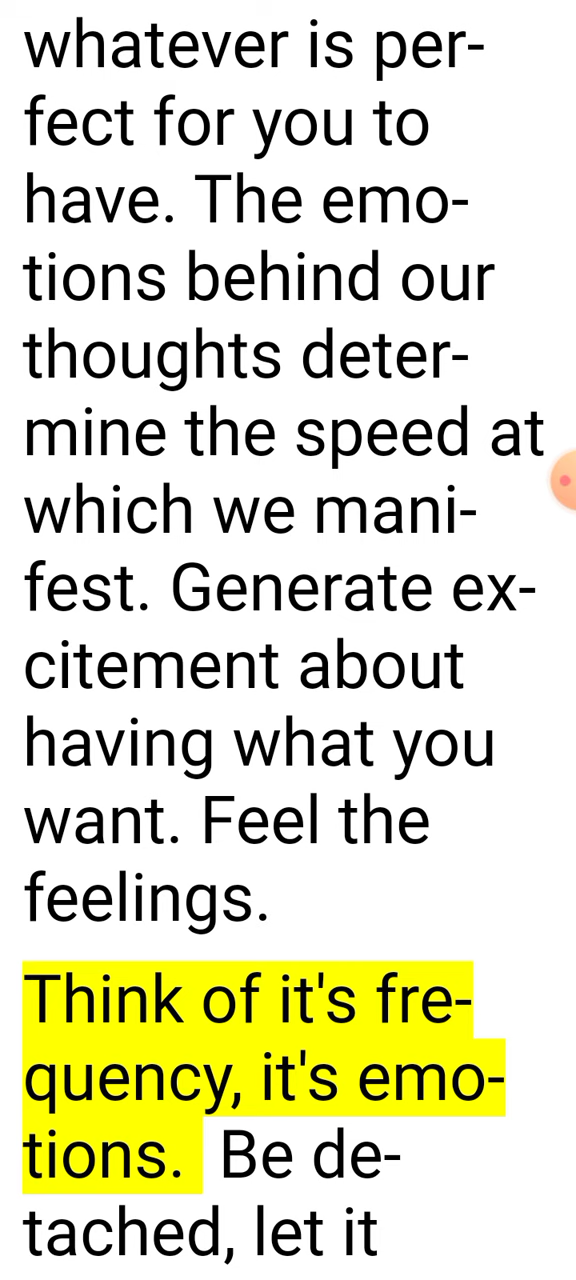 whatever is per-
fect for you to
have. The emo-
tions behind our
thoughts deter-
mine the speed at
which we mani-
fest. Generate ex-
citement about
having what you
want. Feel the
feelings.
Think of it's fre-
quency, it's emo-
tions. Be de-
tached, let it